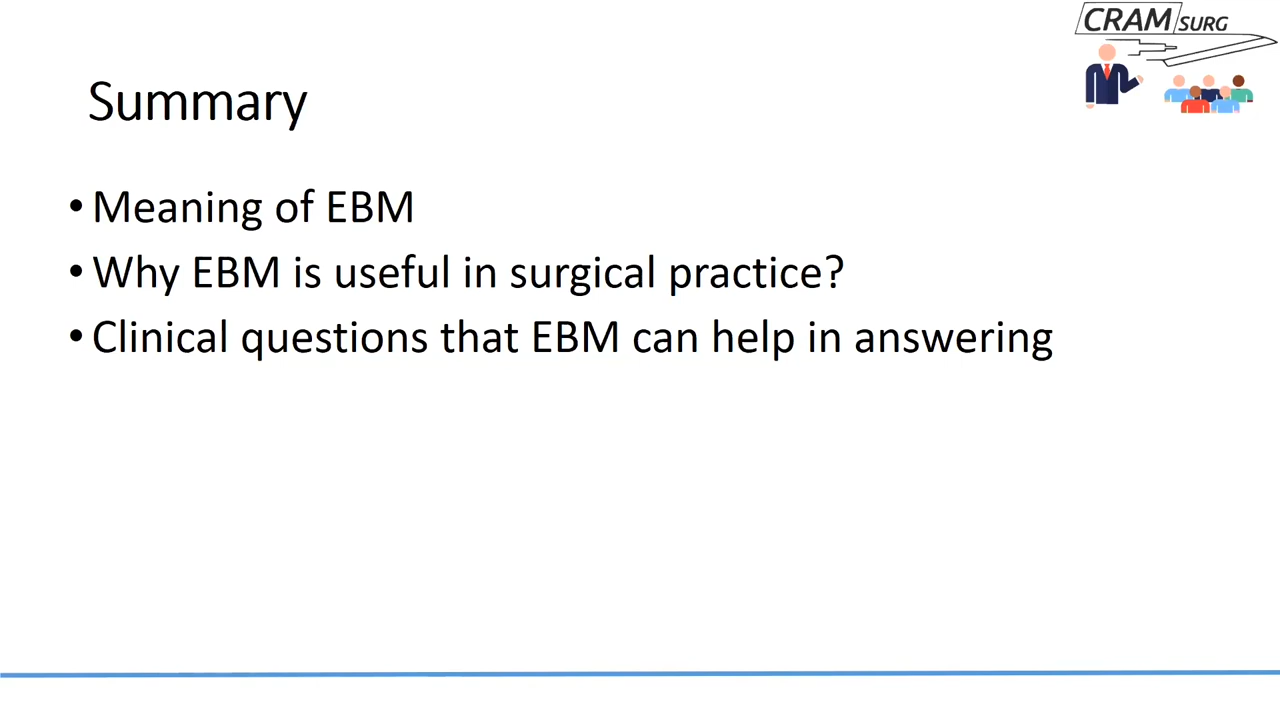 CRAM SURG
Summary
• Meaning of EBM
• Why EBM is useful in surgical practice?
• Clinical questions that EBM can help in answering